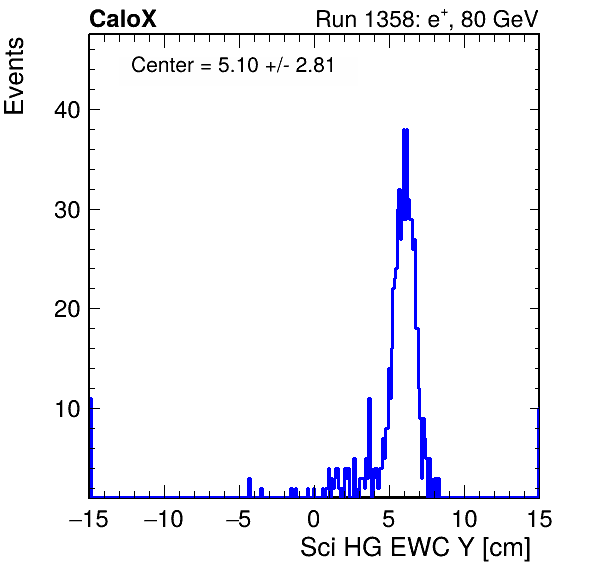 CaloX Run 1358: e⁺, 80 GeV
Events
Center = 5.10 +/- 2.81
40
30
20
10
−15 −10 −5 0 5 10 15
Sci HG EWC Y [cm]